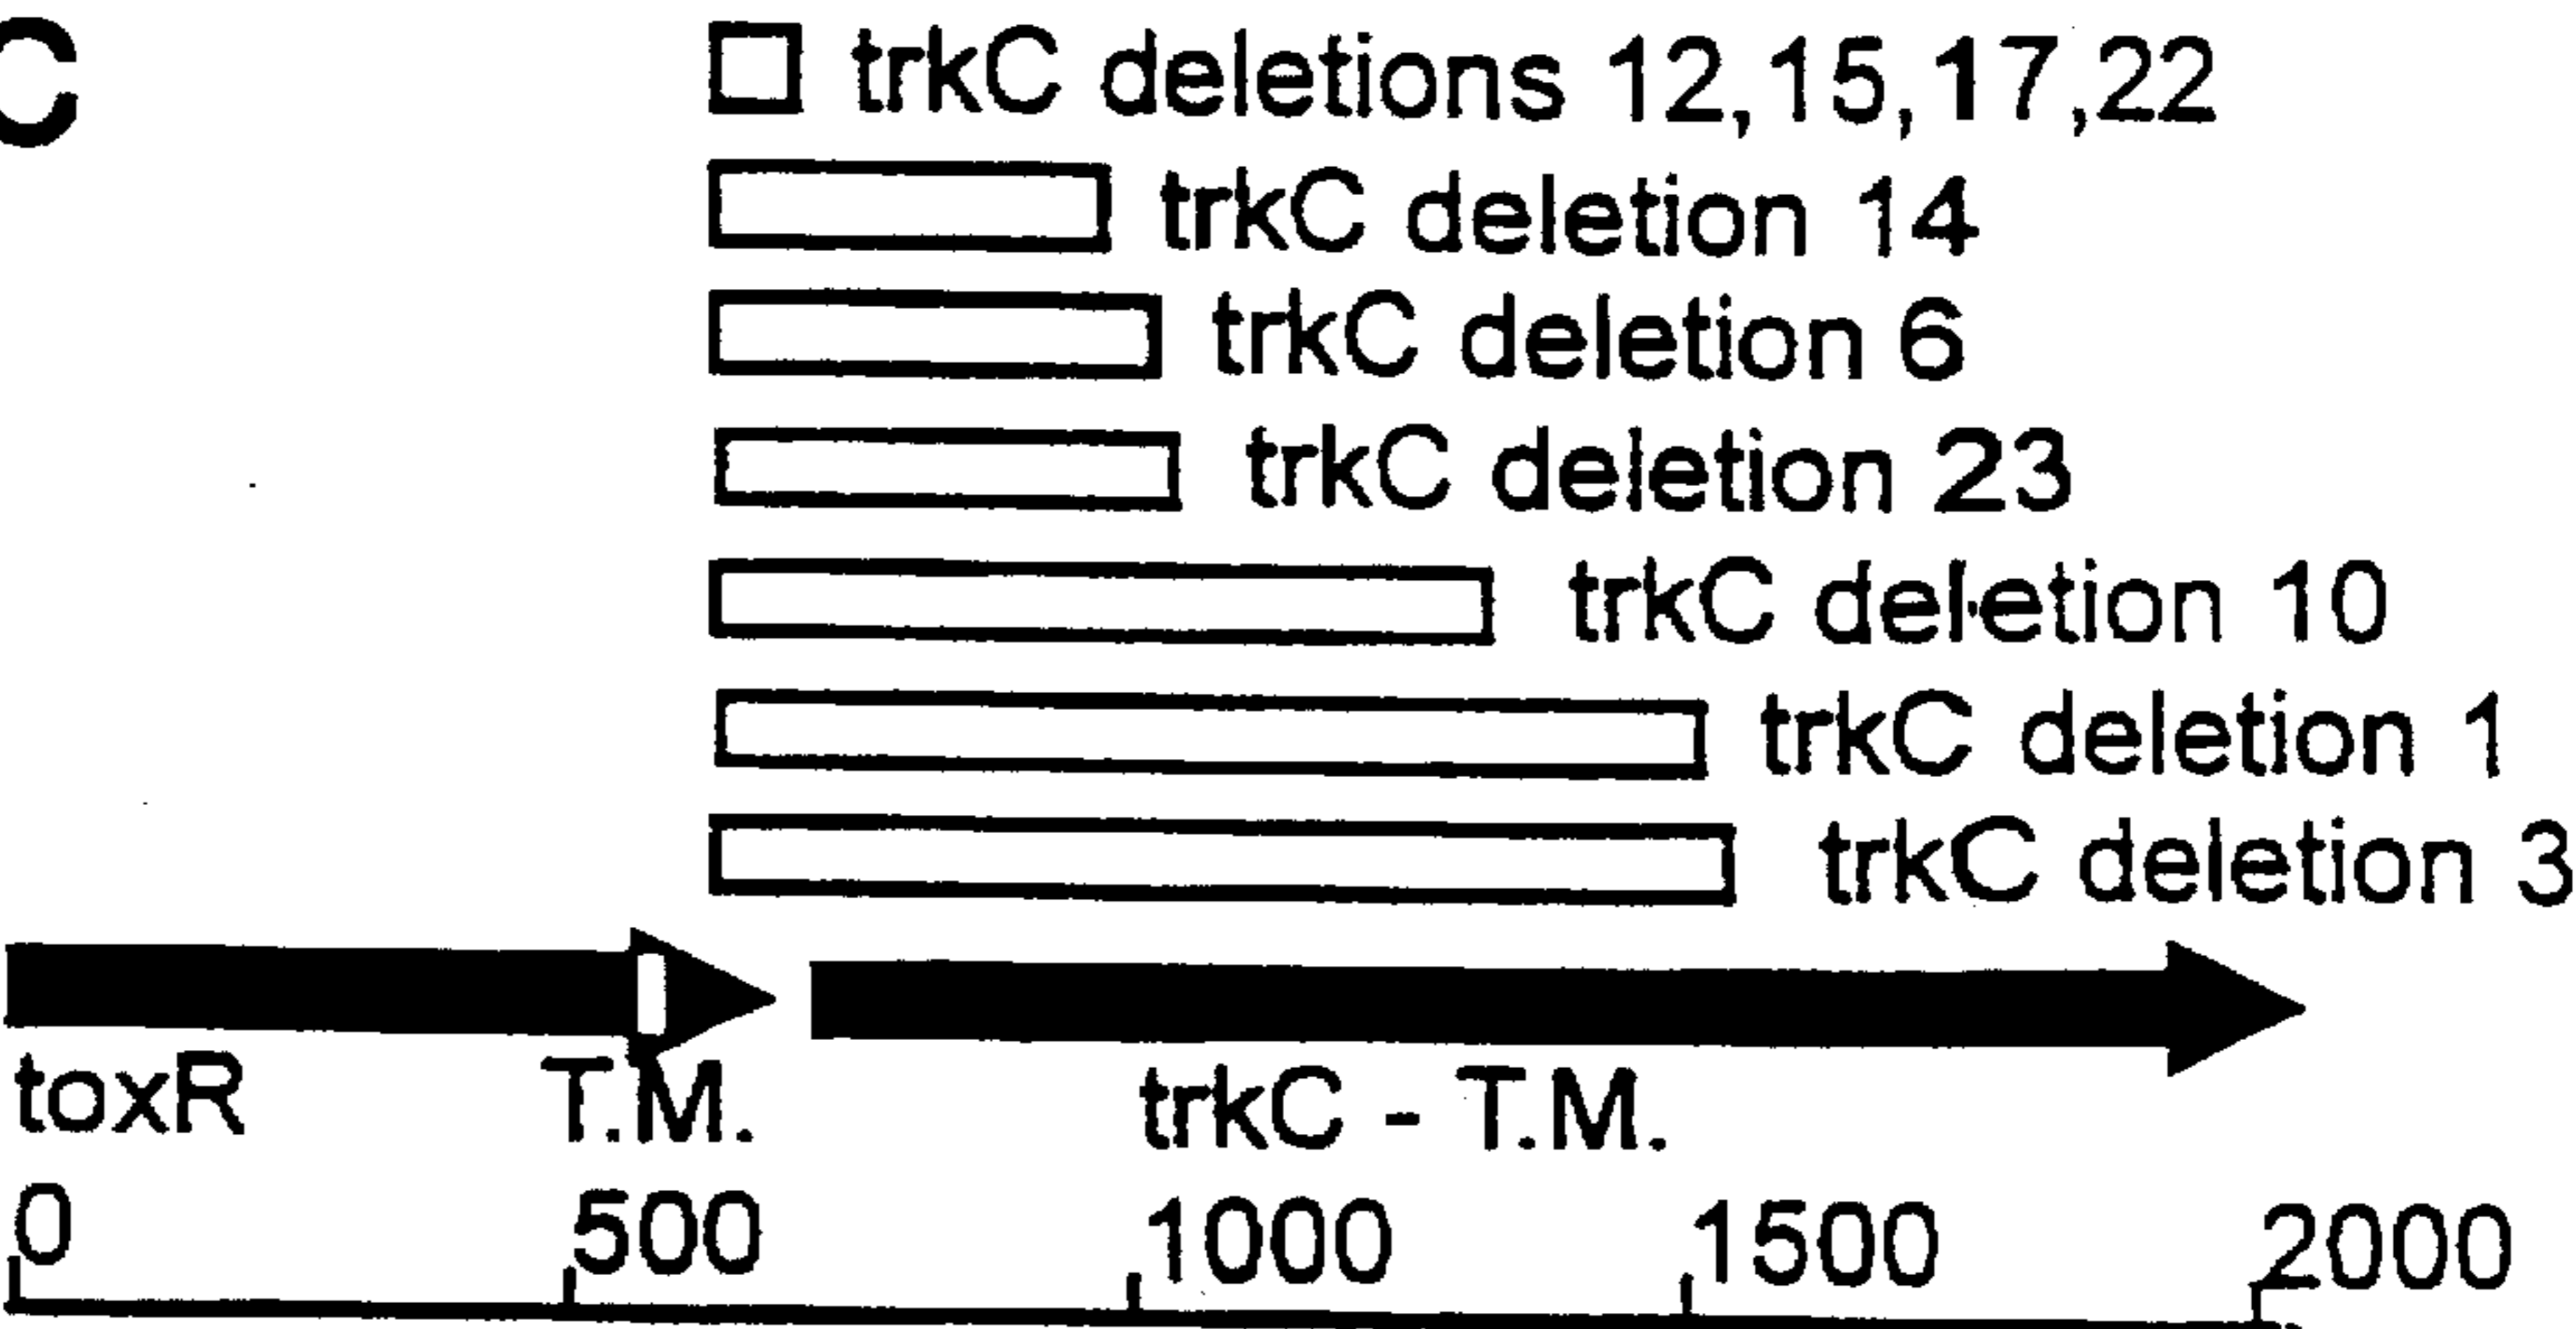 C
trkC deletions 12,15,17,22
trkC deletion 14
trkC deletion 6
trkC deletion 23
trkC deletion 10
trkC deletion 1
trkC deletion 3
toxR T.M. trkC - T.M.
0 500 1000 1500 2000